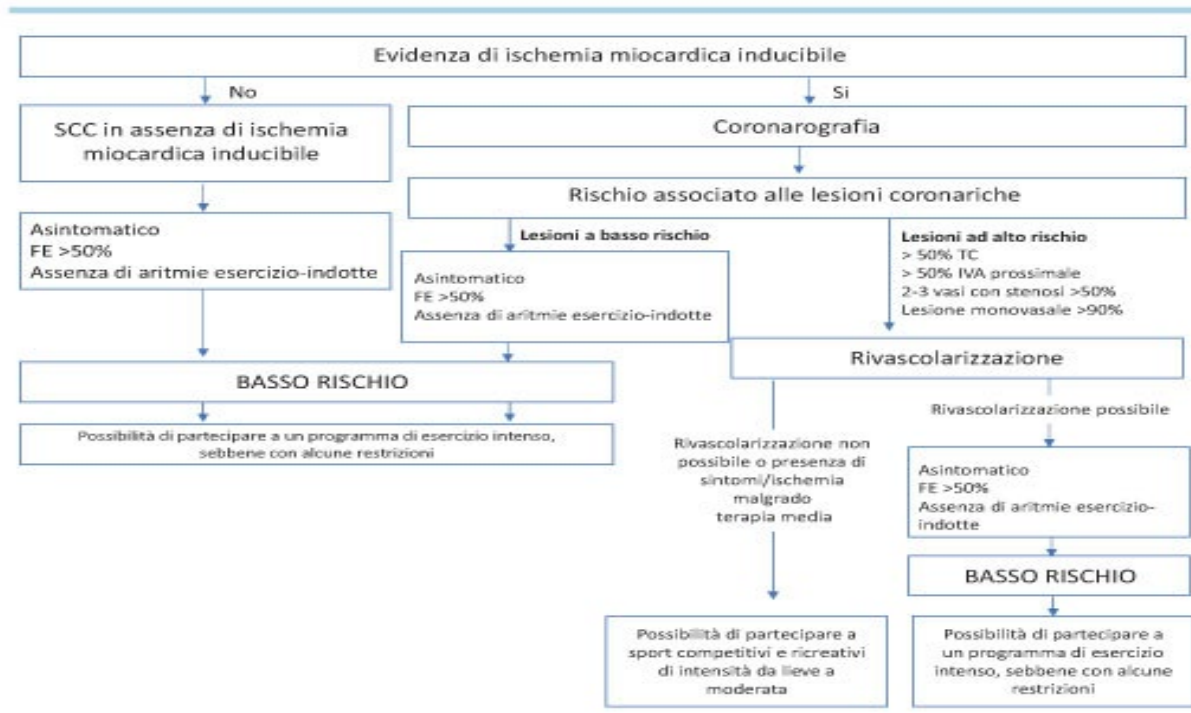 Evidenza di ischemia miocardica inducibile
No
Si
SCC in assenza di ischemia
miocardica inducibile
Coronarografia
Rischio associato alle lesioni coronariche
Asintomatico
FE >50%
Assenza di aritmie esercizio-indotte
Lesioni a basso rischio
Asintomatico
FE >50%
Assenza di aritmie esercizio-indotte
Lesioni ad alto rischio
> 50% TC
> 50% IVA prossimale
2-3 vasi con stenosi >50%
Lesione monovasale >90%
Rivascolarizzazione
BASSO RISCHIO
Possibilità di partecipare a un programma di esercizio intenso,
sebbene con alcune restrizioni
Rivascolarizzazione non
possibile o presenza di
sintomi/ischemia
malgrado
terapia media
Rivascolarizzazione possibile
Asintomatico
FE >50%
Assenza di aritmie esercizio-
indotte
BASSO RISCHIO
Possibilità di partecipare a
sport competitivi e ricreativi
di intensità da lieve a
moderata
Possibilità di partecipare a
un programma di esercizio
intenso, sebbene con alcune
restrizioni